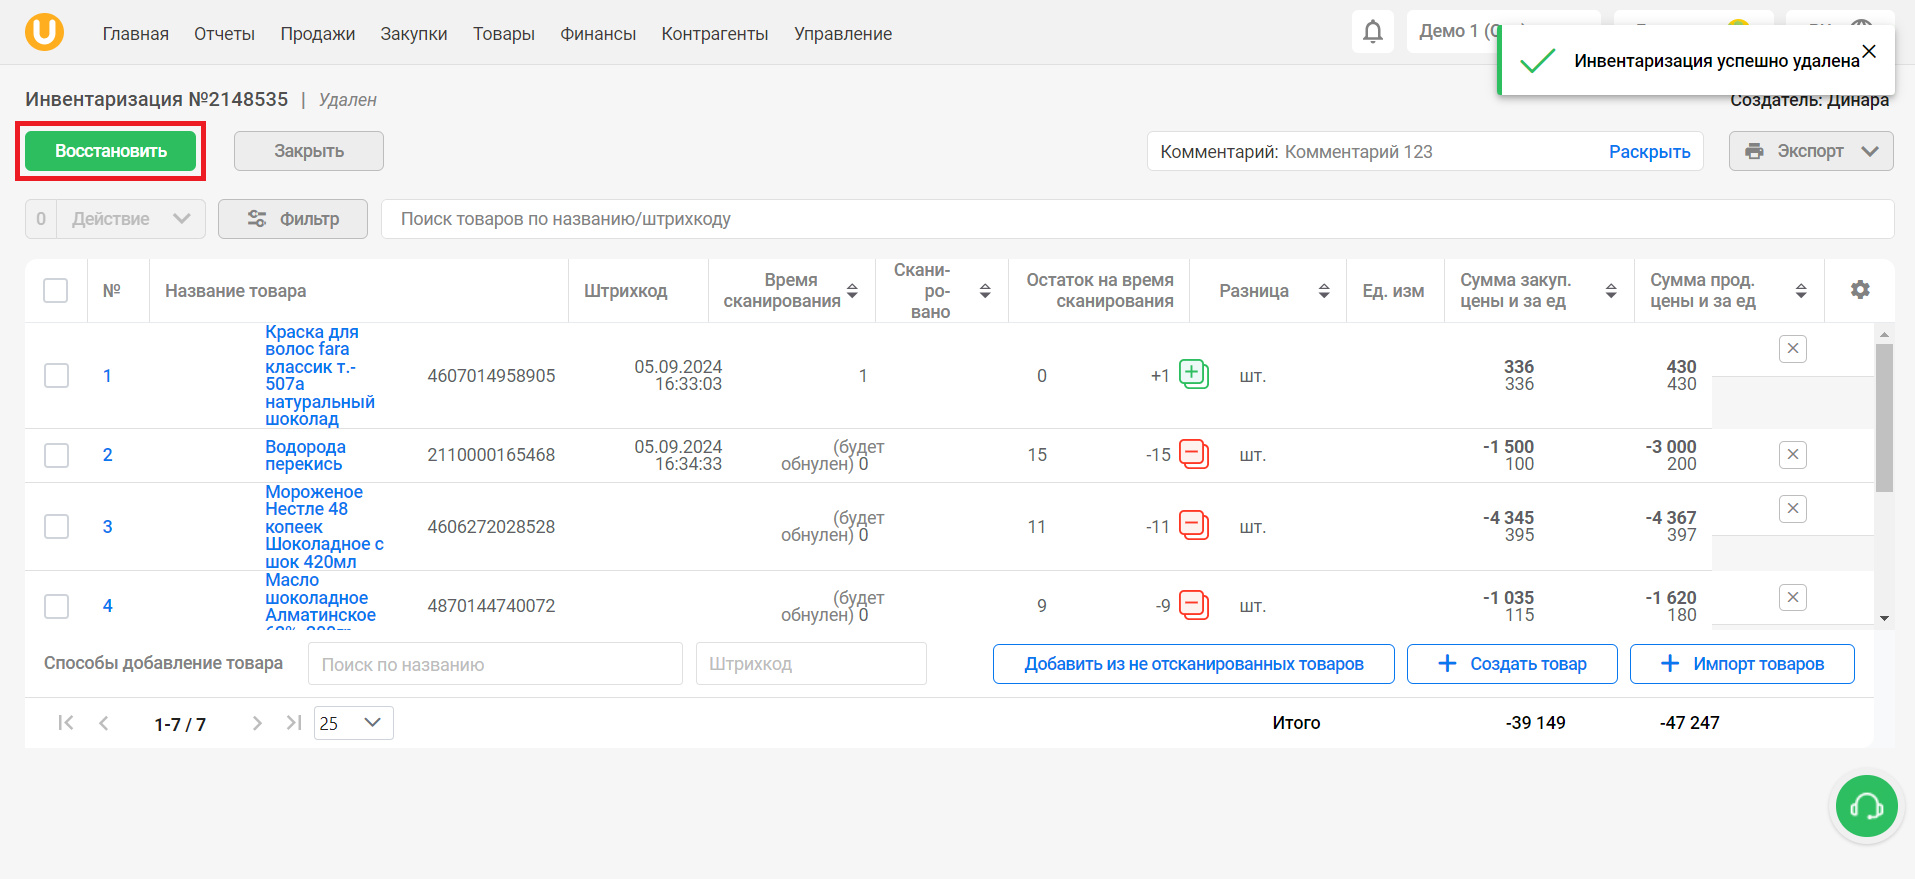 Главная Отчеты Продажи Закупки Товары Финансы Контрагенты Управление
Демо 1
Инвентаризация успешно удалена
Инвентаризация №2148535 | Удален
Создатель: Динара
Восстановить
Закрыть
Комментарий: Комментарий 123
Раскрыть
Экспорт
0 Действие
Фильтр
Поиск товаров по названию/штрихкоду
№
Название товара
Штрихкод
Время
сканирования
Скани-
ро-
вано
Остаток на время
сканирования
Разница
Ед. изм
Сумма закуп.
цены и за ед
Сумма прод.
цены и за ед
1
Краска для
волос fara
классик т.-
507а
натуральный
шоколад
4607014958905
05.09.2024
16:33:03
1
0
+1
шт.
336
336
430
430
2
Водорода
перекись
2110000165468
05.09.2024
16:34:33
(будет
обнулен) 0
15
-15
шт.
-1 500
100
-3 000
200
3
Мороженое
Нестле 48
копеек
Шоколадное с
шок 420мл
4606272028528
(будет
обнулен) 0
11
-11
шт.
-4 345
395
-4 367
397
4
Масло
шоколадное
Алматинское
4870144740072
(будет
обнулен) 0
9
-9
шт.
-1 035
115
-1 620
180
Способы добавление товара
Поиск по названию
Штрихкод
Добавить из не отсканированных товаров
+ Создать товар
+ Импорт товаров
1-7 / 7
25
Итого
-39 149
-47 247